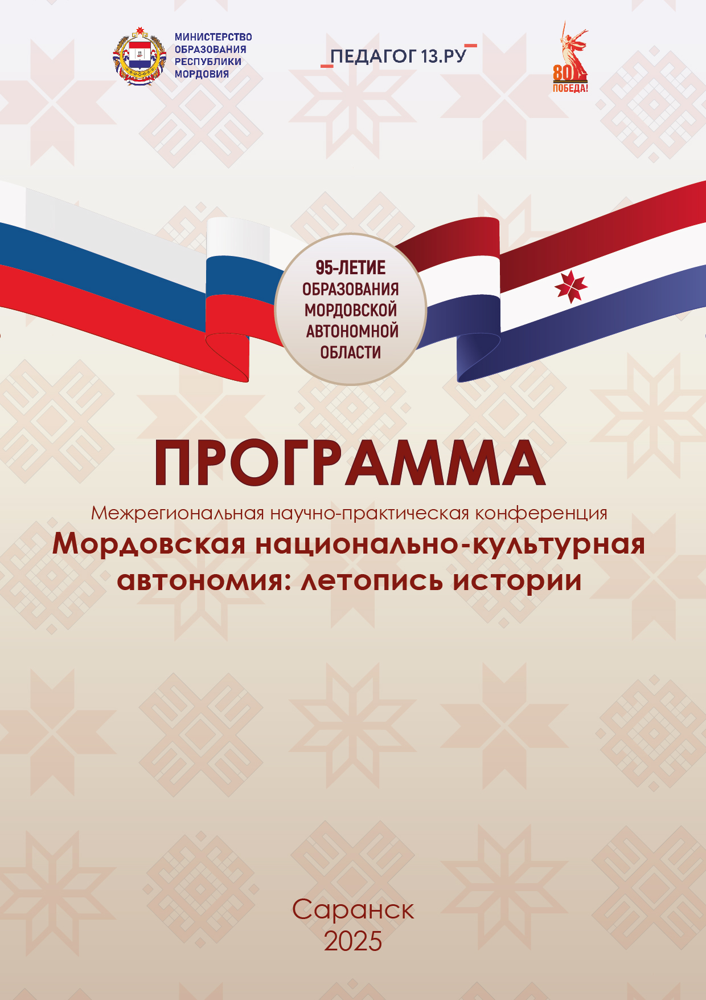 МИНИСТЕРСТВО
ОБРАЗОВАНИЯ
РЕСПУБЛИКИ
МОРДОВИЯ
ПЕДАГОГ 13.РУ
80
ПОБЕДА!
95-ЛЕТИЕ
ОБРАЗОВАНИЯ
МОРДОВСКОЙ
АВТОНОМНОЙ
ОБЛАСТИ
ПРОГРАММА
Межрегиональная научно-практическая конференция
Мордовская национально-культурная
автономия: летопись истории
Саранск
2025